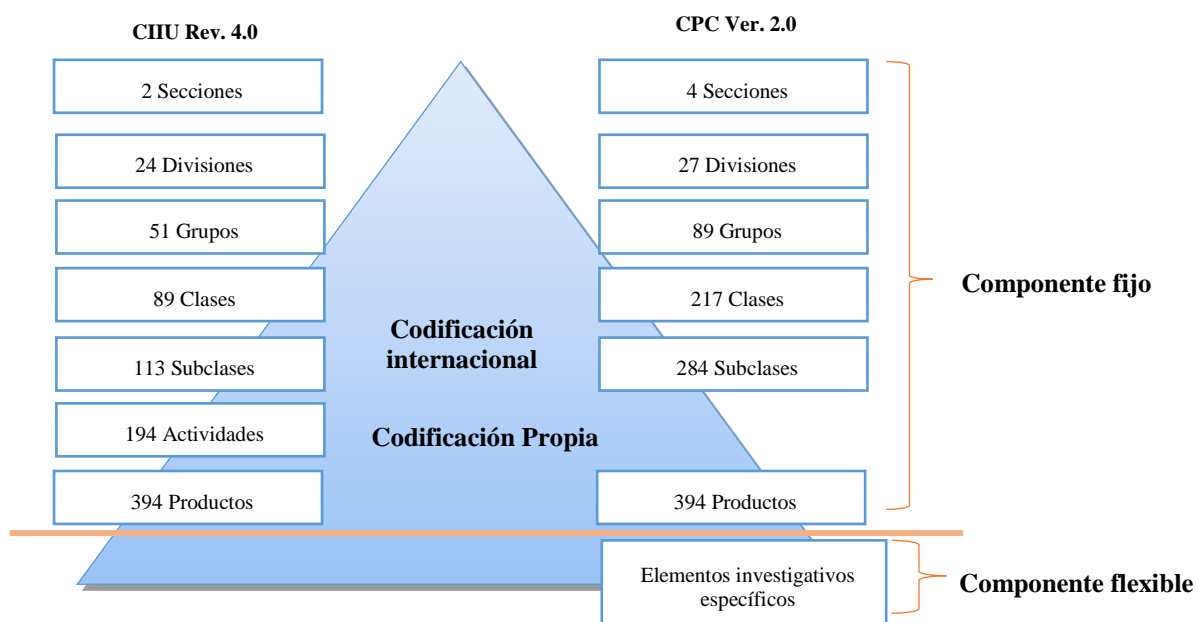 CIIU Rev. 4.0
CPC Ver. 2.0
2 Secciones
4 Secciones
24 Divisiones
27 Divisiones
51 Grupos
89 Grupos
89 Clases
217 Clases
Componente fijo
Codificación
internacional
113 Subclases
284 Subclases
194 Actividades
Codificación Propia
394 Productos
394 Productos
Elementos investigativos
específicos
Componente flexible